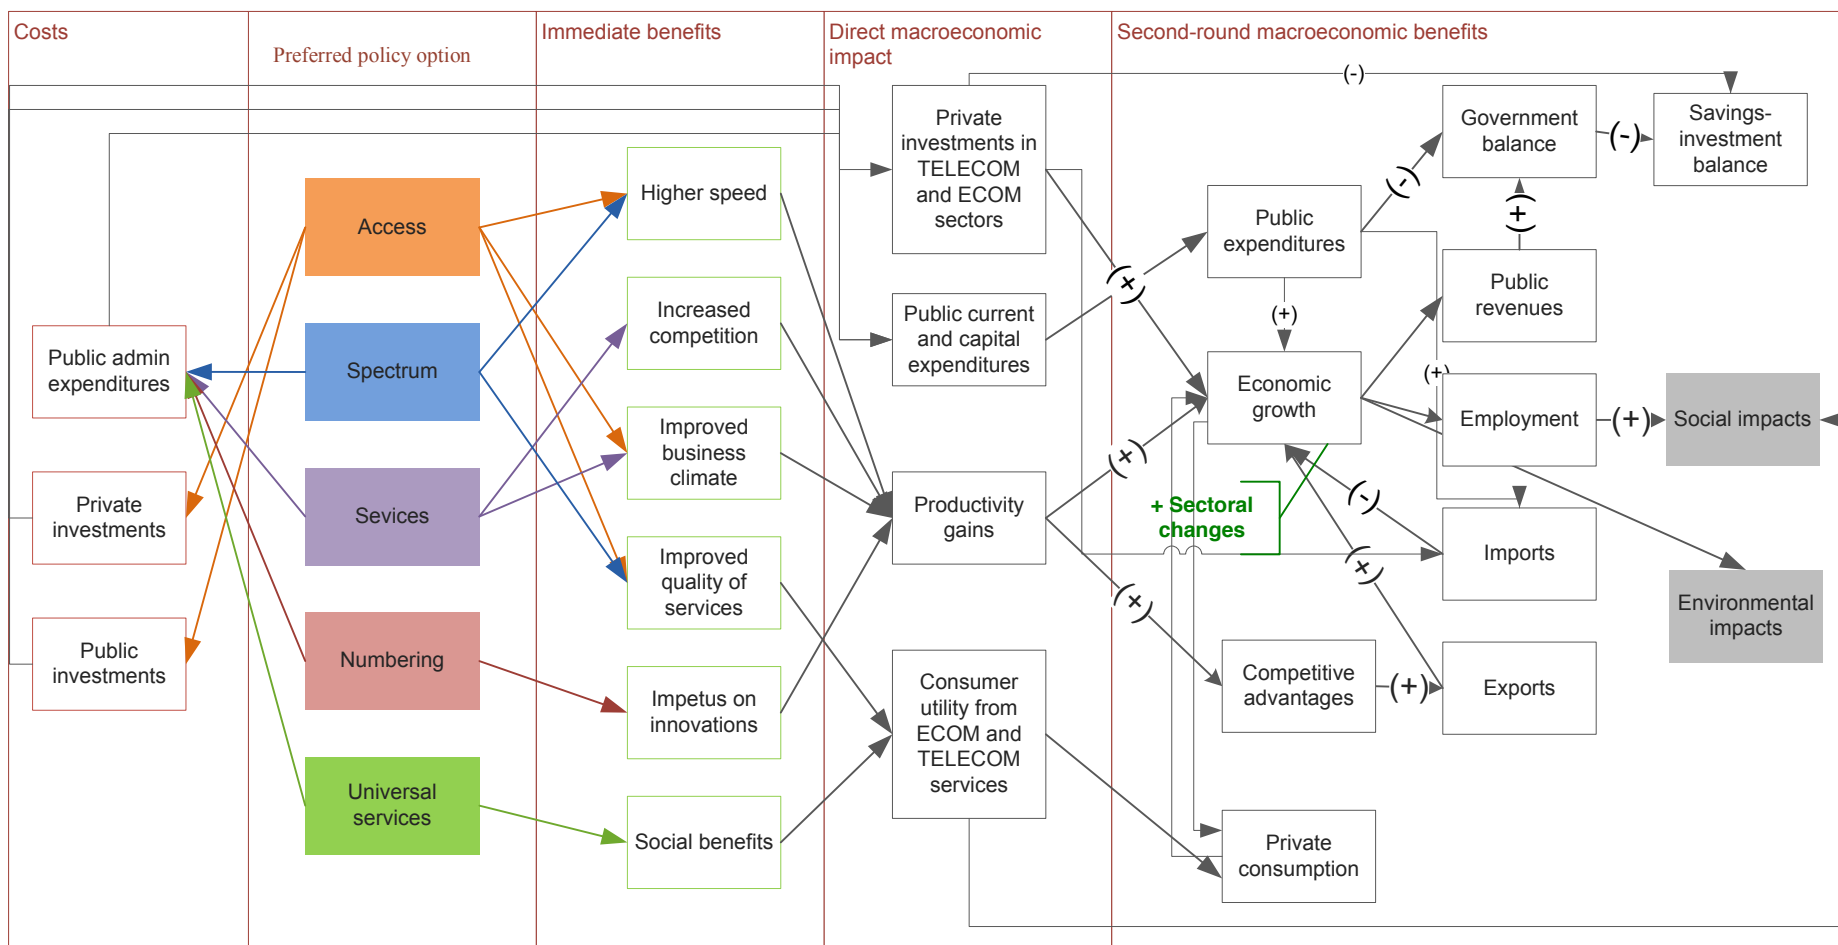 Costs
Preferred policy option
Immediate benefits
Direct macroeconomic
impact
Second-round macroeconomic benefits
Public admin
expenditures
Private
investments
Public
investments
Access
Spectrum
Sevices
Numbering
Universal
services
Higher speed
Increased
competition
Improved
business
climate
Improved
quality of
services
Impetus on
innovations
Social benefits
Private
investments in
TELECOM
and ECOM
sectors
Public current
and capital
expenditures
Productivity
gains
Consumer
utility from
ECOM and
TELECOM
services
(-)
Government
balance
(-)
Savings-
investment
balance
(-)
Public
expenditures
(+)
Public
revenues
(+)
(+)
Economic
growth
(+)
Employment
(+)
Social impacts
(+)
+ Sectoral
changes
(-)
Imports
(+)
Environmental
impacts
(+)
Competitive
advantages
(+)
Exports
Private
consumption